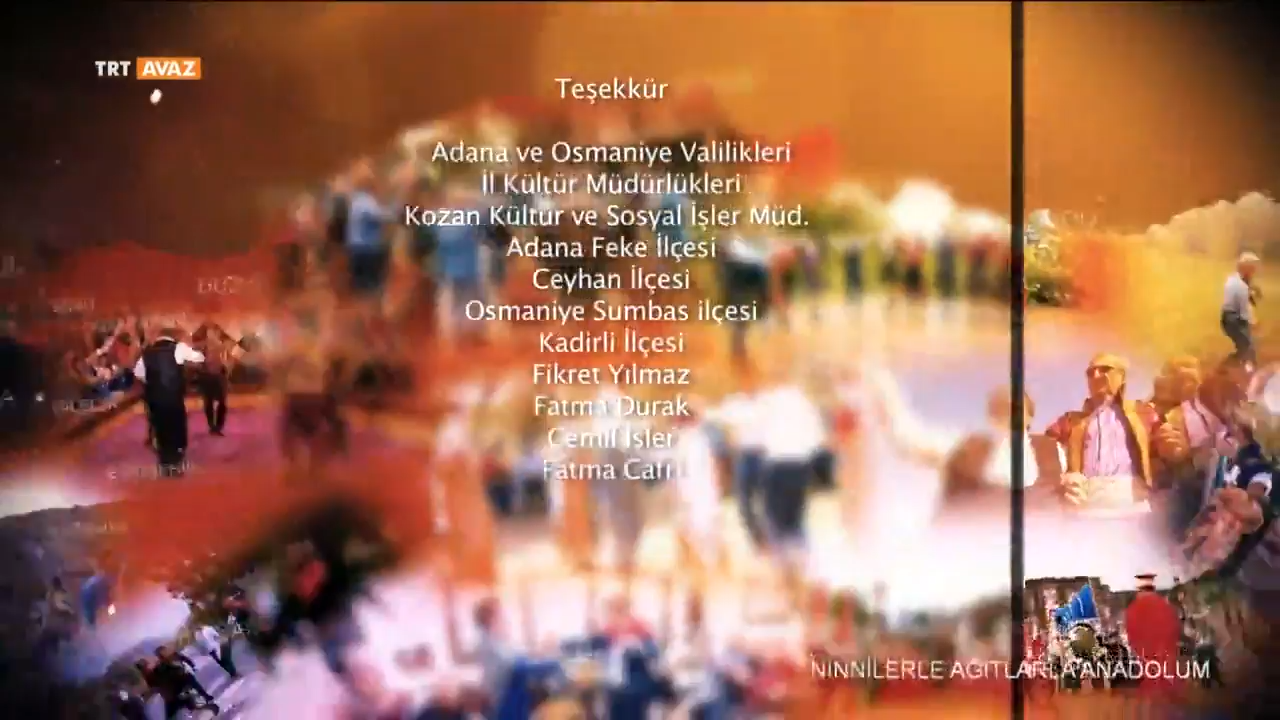 TRT AVAZ
Teşekkür
Adana ve Osmaniye Valilikleri
İl Kültür Müdürlükleri
Kozan Kültür ve Sosyal İşler Müd.
Adana Feke İlçesi
Ceyhan İlçesi
Osmaniye Sumbas ilçesi
Kadirli İlçesi
Fikret Yılmaz
Fatma Durak
Cemil İşler
Fatma
NİNNİLERLE AĞITLARLA ANADOLUM